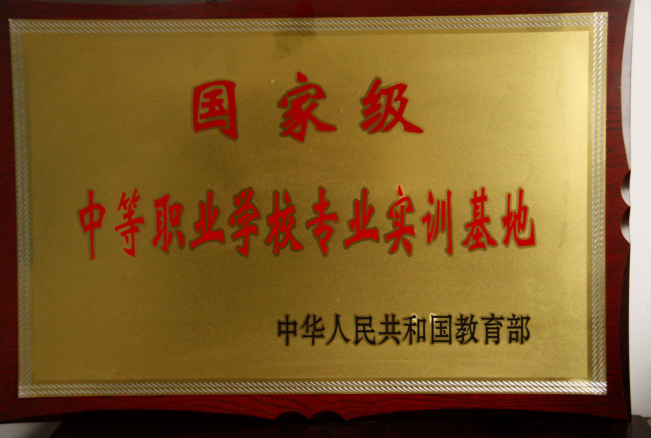 国家级
中等职业学校专业实训基地
中华人民共和国教育部